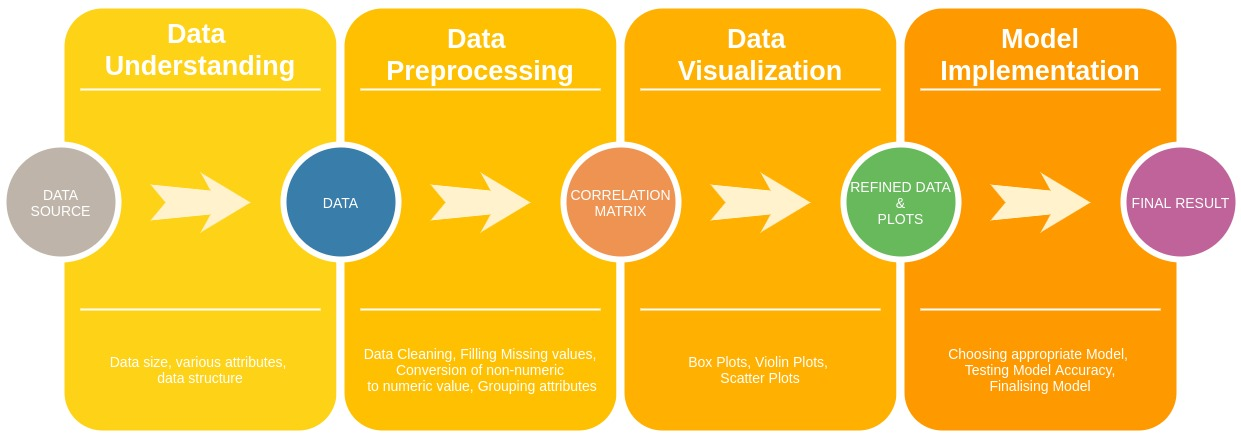 Data
Understanding
Data
Preprocessing
Data
Visualization
Model
Implementation
DATA
SOURCE
DATA
CORRELATION
MATRIX
REFINED DATA
&
PLOTS
FINAL RESULT
Data size, various attributes,
data structure
Data Cleaning, Filling Missing values,
Conversion of non-numeric
to numeric value, Grouping attributes
Box Plots, Violin Plots,
Scatter Plots
Choosing appropriate Model,
Testing Model Accuracy,
Finalising Model